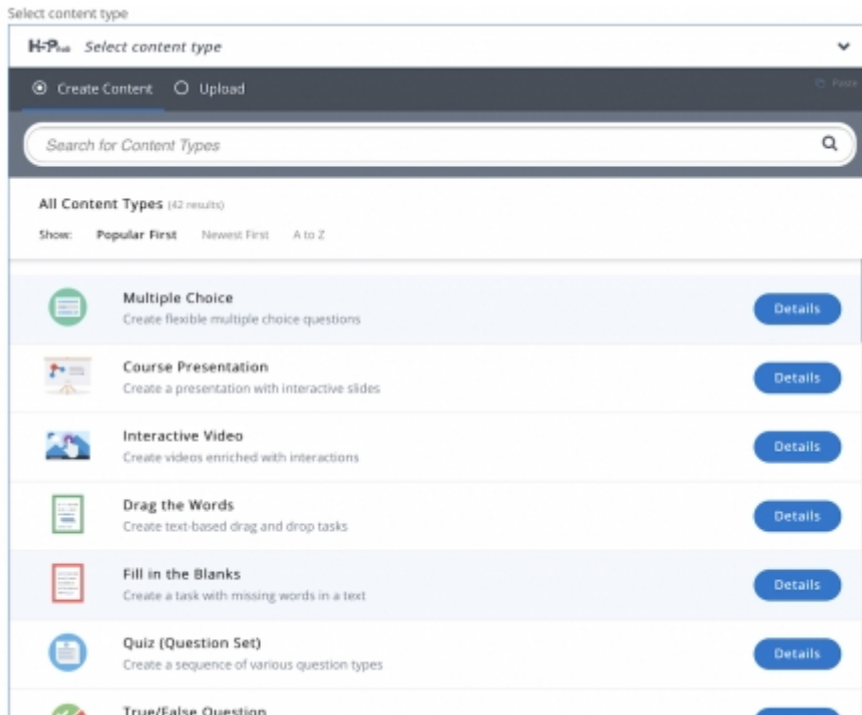 Select content type
H5P Select content type
Create Content Upload Paste
Search for Content Types
All Content Types (42 results)
Show: Popular First Newest First A to Z
Multiple Choice
Create flexible multiple choice questions
Details
Course Presentation
Create a presentation with interactive slides
Details
Interactive Video
Create videos enriched with interactions
Details
Drag the Words
Create text-based drag and drop tasks
Details
Fill in the Blanks
Create a task with missing words in a text
Details
Quiz (Question Set)
Create a sequence of various question types
Details
True/False Question